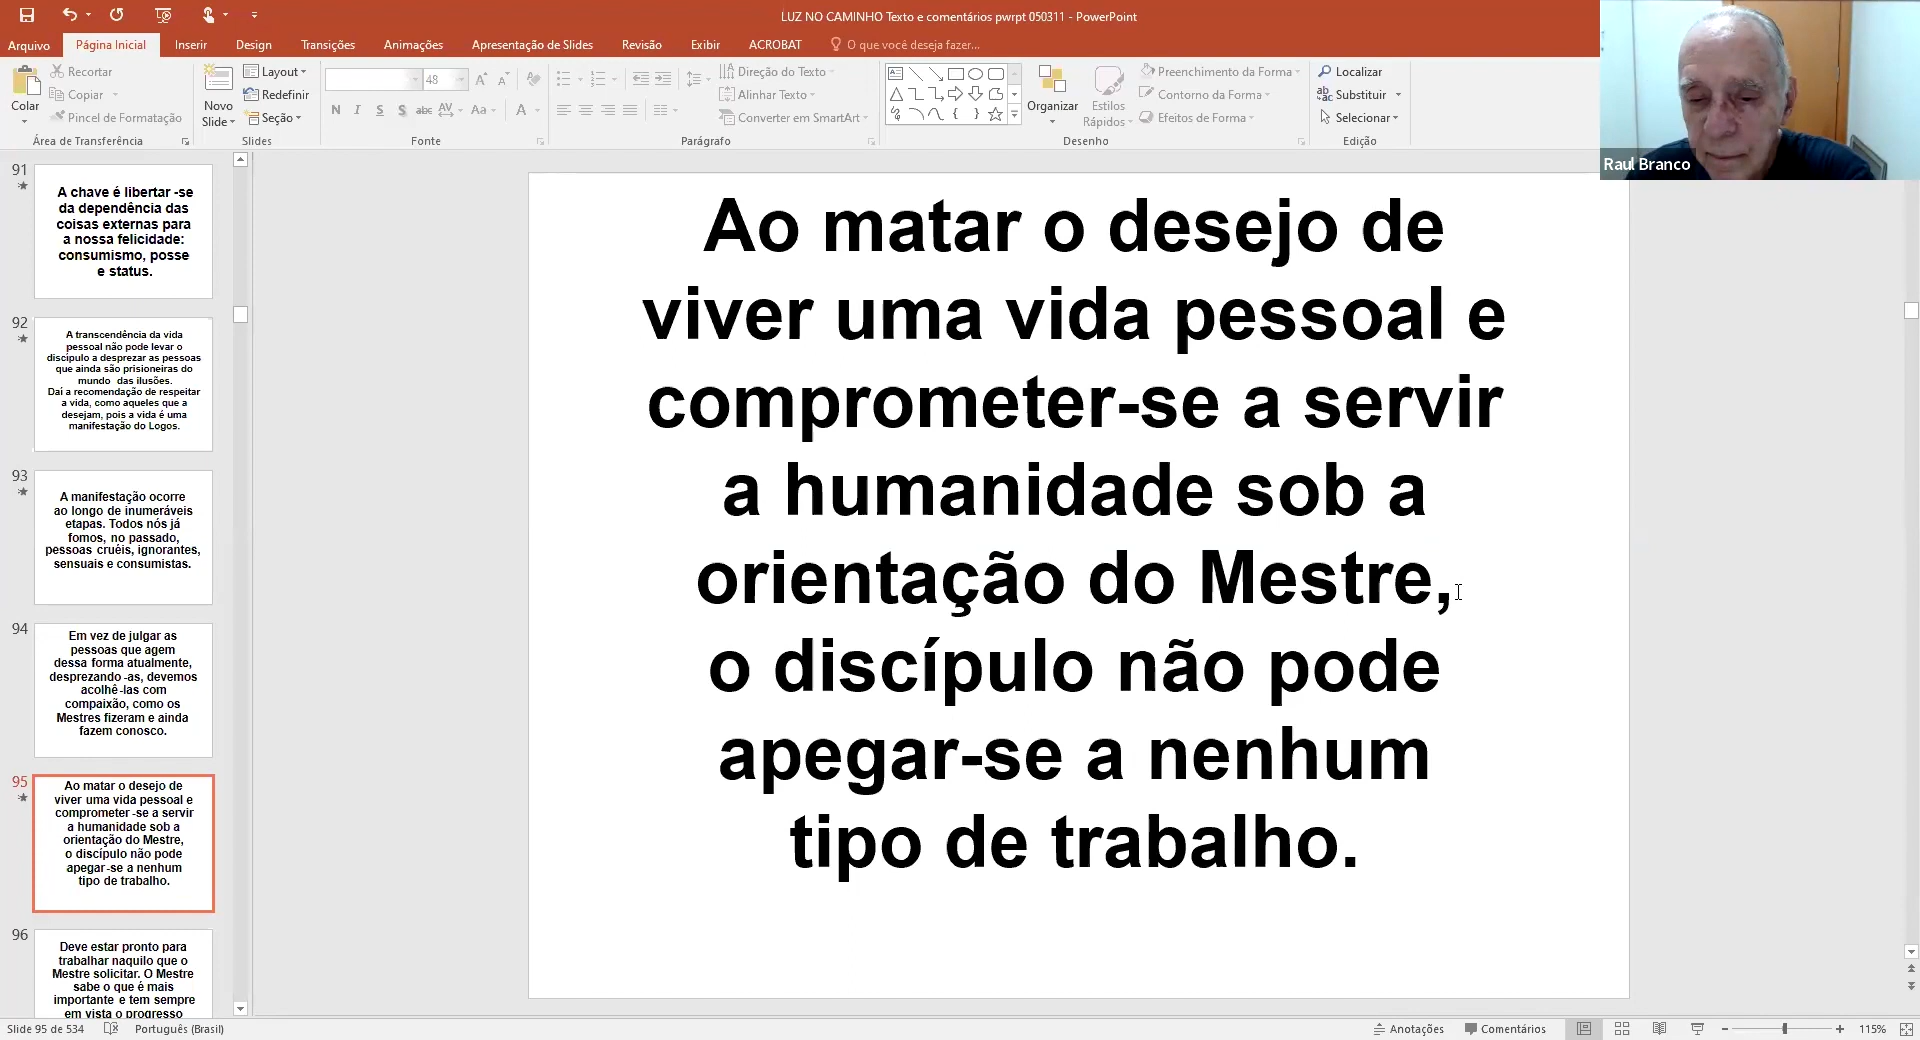 LUZ NO CAMINHO Texto e comentários pwrpt 050311 - PowerPoint
Arquivo
Página Inicial
Inserir
Design
Transições
Animações
Apresentação de Slides
Revisão
Exibir
ACROBAT
O que você deseja fazer...
Colar
Recortar
Copiar
Pincel de Formatação
Área de Transferência
Novo
Slide
Layout
Redefinir
Seção
Slides
48
N I S S abc AV Aa A
Fonte
Direção do Texto
Alinhar Texto
Converter em SmartArt
Parágrafo
Organizar
Estilos
Rápidos
Preenchimento da Forma
Contorno da Forma
Efeitos de Forma
Desenho
Localizar
Substituir
Selecionar
Edição
Raul Branco
91
A chave é libertar -se
da dependência das
coisas externas para
a nossa felicidade:
consumismo, posse
e status.
92
A transcendência da vida
pessoal não pode levar o
discípulo a desprezar as pessoas
que ainda são prisioneiras do
mundo das ilusões.
Daí a recomendação de respeitar
a vida, como aqueles que a
desejam, pois a vida é uma
manifestação do Logos.
93
A manifestação ocorre
ao longo de inumeráveis
etapas. Todos nós já
fomos, no passado,
pessoas cruéis, ignorantes,
sensuais e consumistas.
94
Em vez de julgar as
pessoas que agem
dessa forma atualmente,
desprezando -as, devemos
acolhê-las com
compaixão, como os
Mestres fizeram e ainda
fazem conosco.
95
Ao matar o desejo de
viver uma vida pessoal e
comprometer -se a servir
a humanidade sob a
orientação do Mestre,
o discípulo não pode
apegar-se a nenhum
tipo de trabalho.
96
Deve estar pronto para
trabalhar naquilo que o
Mestre solicitar. O Mestre
sabe o que é mais
importante e tem sempre
em vista o progresso
Ao matar o desejo de
viver uma vida pessoal e
comprometer-se a servir
a humanidade sob a
orientação do Mestre,
o discípulo não pode
apegar-se a nenhum
tipo de trabalho.
Slide 95 de 534
Português (Brasil)
Anotações
Comentários
115%